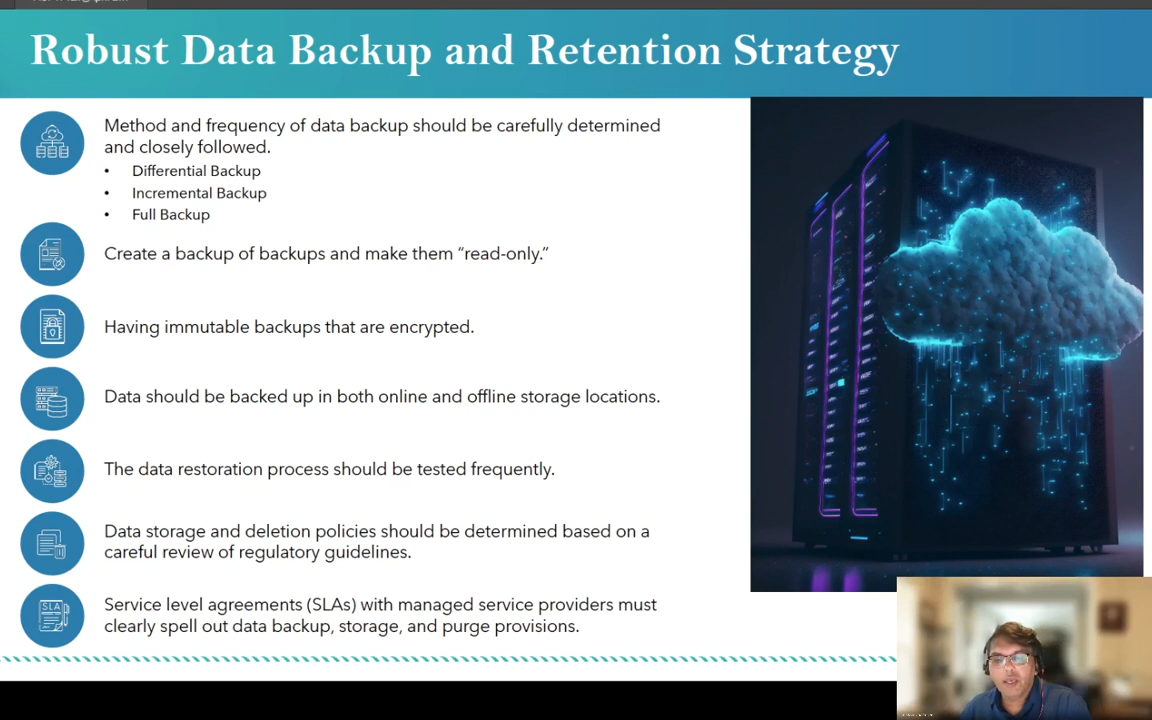 Robust Data Backup and Retention Strategy
Method and frequency of data backup should be carefully determined
and closely followed.
• Differential Backup
• Incremental Backup
• Full Backup
Create a backup of backups and make them “read-only.”
Having immutable backups that are encrypted.
Data should be backed up in both online and offline storage locations.
The data restoration process should be tested frequently.
Data storage and deletion policies should be determined based on a
careful review of regulatory guidelines.
SLA
Service level agreements (SLAs) with managed service providers must
clearly spell out data backup, storage, and purge provisions.